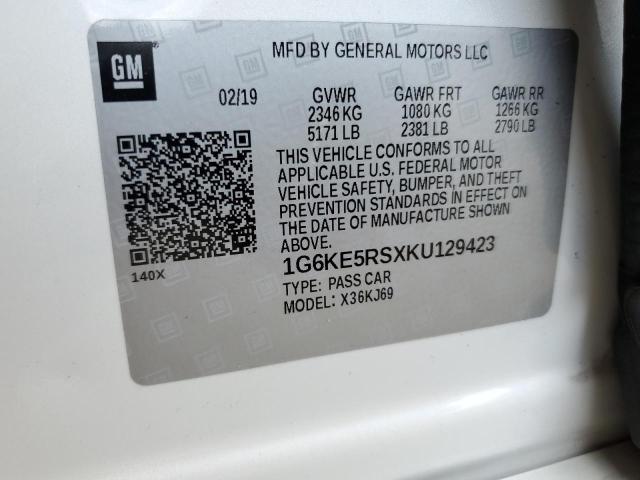 GM
MFD BY GENERAL MOTORS LLC
02/19 GVWR GAWR FRT GAWR RR
2346 KG 1080 KG 1266 KG
5171 LB 2381 LB 2790 LB
THIS VEHICLE CONFORMS TO ALL
APPLICABLE U.S. FEDERAL MOTOR
VEHICLE SAFETY, BUMPER, AND THEFT
PREVENTION STANDARDS IN EFFECT ON
THE DATE OF MANUFACTURE SHOWN
ABOVE.
140X
1G6KE5RSXKU129423
TYPE: PASS CAR
MODEL: X36KJ69